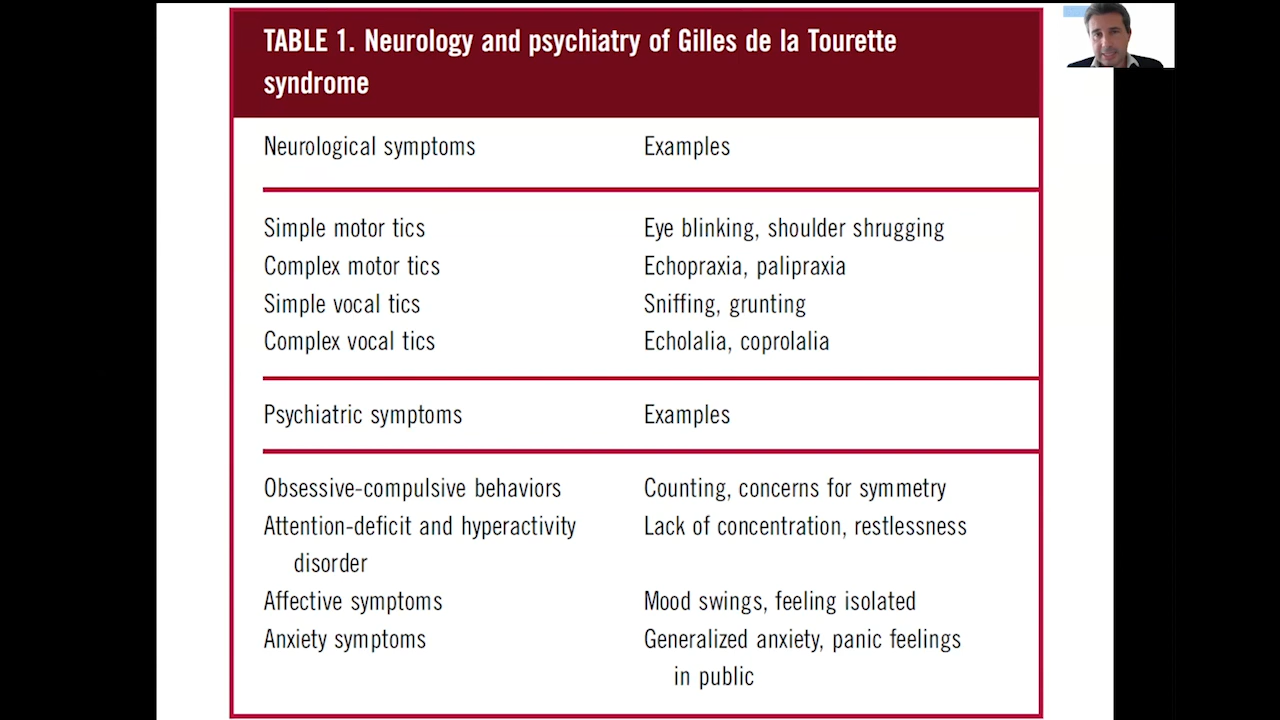 TABLE 1. Neurology and psychiatry of Gilles de la Tourette
syndrome
Neurological symptoms Examples
Simple motor tics Eye blinking, shoulder shrugging
Complex motor tics Echopraxia, palipraxia
Simple vocal tics Sniffing, grunting
Complex vocal tics Echolalia, coprolalia
Psychiatric symptoms Examples
Obsessive-compulsive behaviors Counting, concerns for symmetry
Attention-deficit and hyperactivity Lack of concentration, restlessness
disorder
Affective symptoms Mood swings, feeling isolated
Anxiety symptoms Generalized anxiety, panic feelings
in public